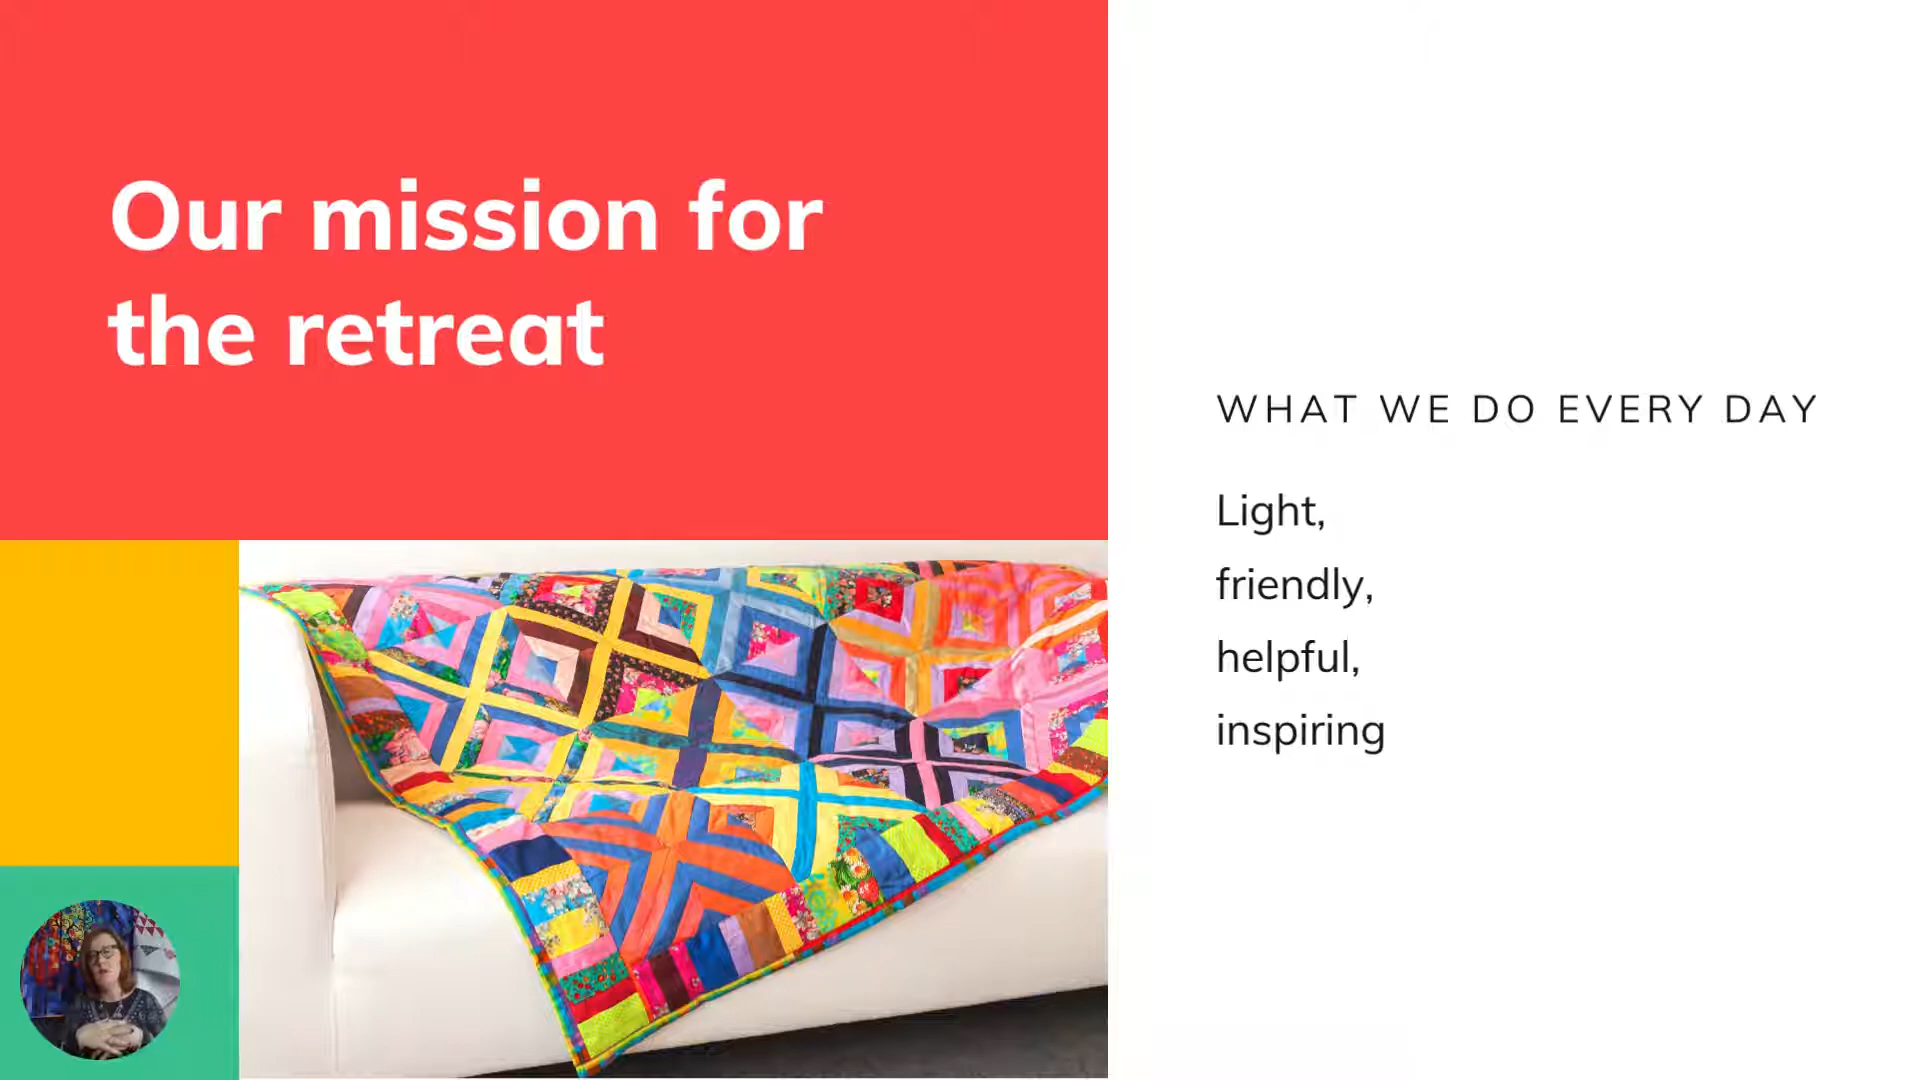 Our mission for
the retreat
WHAT WE DO EVERY DAY
Light,
friendly,
helpful,
inspiring